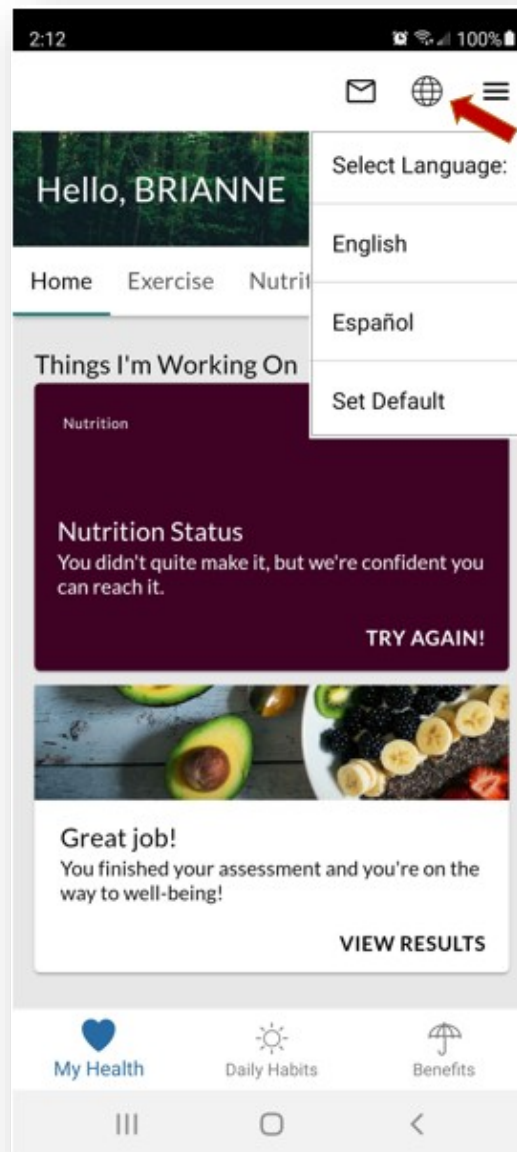 2:12
100%
Hello, BRIANNE
Select Language:
English
Español
Set Default
Home Exercise Nutrit
Things I'm Working On
Nutrition
Nutrition Status
You didn't quite make it, but we're confident you
can reach it.
TRY AGAIN!
Great job!
You finished your assessment and you're on the
way to well-being!
VIEW RESULTS
My Health Daily Habits Benefits